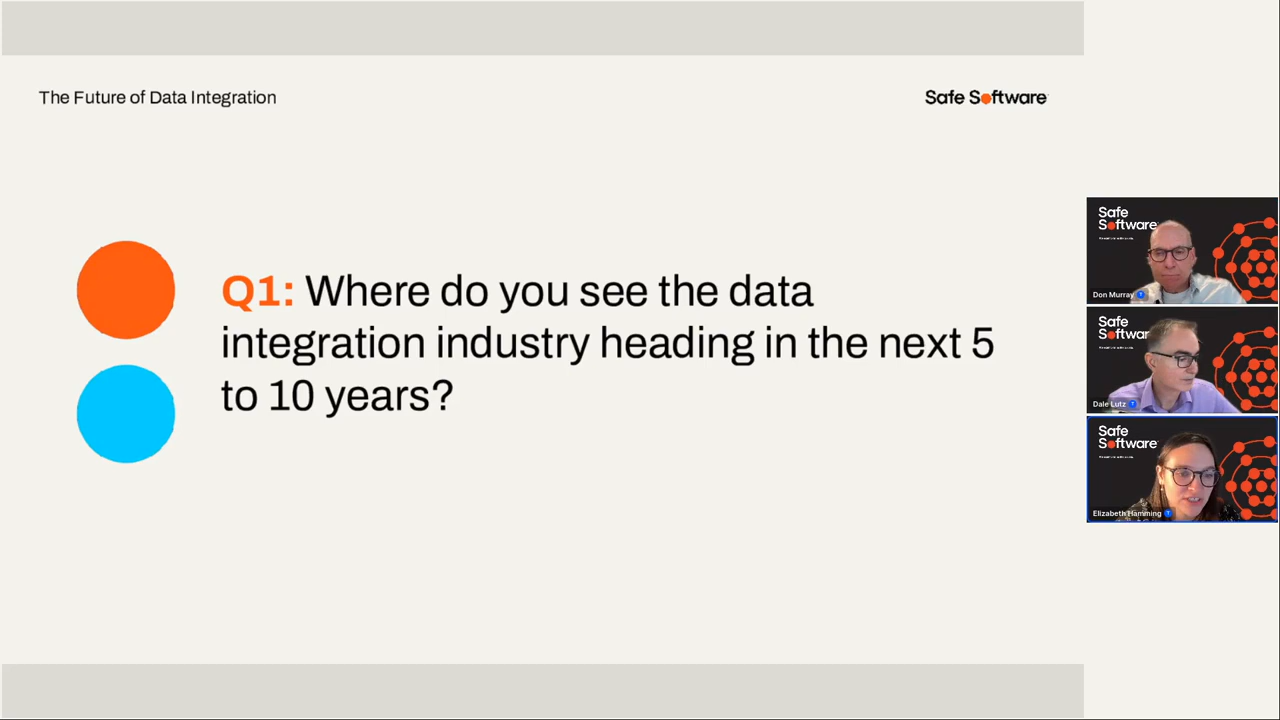 The Future of Data Integration
Safe Software
Q1: Where do you see the data
integration industry heading in the next 5
to 10 years?
Safe
Software
Don Murray
Safe
Softwar
Dale Lutz
Safe
Software
Elizabeth Hamming